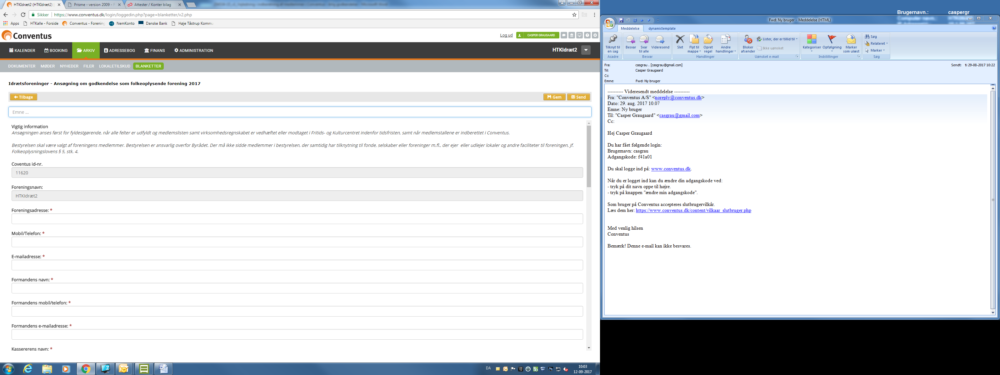 HTKIdræt2 (HTKIdræt2) |
Prisme - version 2009 - F
Attester / Konter bilag
Sikker | https://www.conventus.dk/login/loggedin.php?page=blanketter/v2.php
Apps
HTKalle - Forside
Conventus - Forening
NemKonto
Danske Bank
Høje Tåstrup Kommu
Conventus
Log ud
CASPER GRAUGAARD
KALENDER
BOOKING
ARKIV
ADRESSEBOG
FINANS
ADMINISTRATION
HTKIdræt2
DOKUMENTER
MØDER
NYHEDER
FILER
LOKALETILSKUD
BLANKETTER
Idrætsforeninger - Ansøgning om godkendelse som folkeoplysende forening 2017
Tilbage
Gem
Send
Emne ...
Vigtig information
Ansøgningen anses først for fyldestgørende, når alle felter er udfyldt og medlemslisten samt virksomhedsregnskabet er vedhæftet eller modtaget i Fritids- og Kulturcentret indenfor tidsfristen, samt når medlemstallene er indberettet i Conventus.
Bestyrelsen skal være valgt af foreningens medlemmer. Bestyrelsen er ansvarlig overfor Byrådet. Der må ikke sidde medlemmer i bestyrelsen, der samtidig har tilknytning til fonde, selskaber eller foreninger m.fl., der ejer eller udlejer lokaler og andre faciliteter til foreningen, jf.
Folkeoplysningslovens § 5, stk. 4.
Coventus id-nr.
11620
Foreningsnavn:
HTKIdræt2
Foreningsadresse: *
Mobil/Telefon: *
E-mailadresse: *
Formandens navn: *
Formandens mobil/telefon: *
Formandens e-mailadresse: *
Kassererens navn: *
DA
10:03
12-09-2017
Brugernavn.: caspergr
Fwd: Ny bruger - Meddelelse (HTML)
Meddelelse
dynamictemplate
Tilknyt til
en sag
Acadre
Besvar
Svar
til alle
Videresend
Besvar
Slet
Flyt til
mappe
Opret
regel
Andre
handlinger
Handlinger
Bloker
afsender
Lister, der er tillid til
Ikke uønsket
Uønsket e-mail
Kategoriser
Opfølgning
Marker
som ulæst
Indstillinger
Søg
Relateret
Marker
Søg
Fra: casgrau . [casgrau@gmail.com]
Sendt: ti 29-08-2017 10:22
Til: Casper Graugaard
Cc:
Emne: Fwd: Ny bruger
---------- Videresendt meddelelse ----------
Fra: "Conventus A/S" <noreply@conventus.dk>
Dato: 29. aug. 2017 10.07
Emne: Ny bruger
Til: "Casper Graugaard" <casgrau@gmail.com>
Cc:
Hej Casper Graugaard
Du har fået følgende login:
Brugernavn: casgrau
Adgangskode: f41a01
Du skal logge ind på: www.conventus.dk.
Når du er logget ind kan du ændre din adgangskode ved:
- tryk på dit navn oppe til højre.
- tryk på knappen "ændre min adgangskode".
Som bruger på Conventus accepteres slutbrugervilkår.
Læs dem her: https://www.conventus.dk/content/vilkaar_slutbruger.php
Med venlig hilsen
Conventus
Bemærk! Denne e-mail kan ikke besvares.